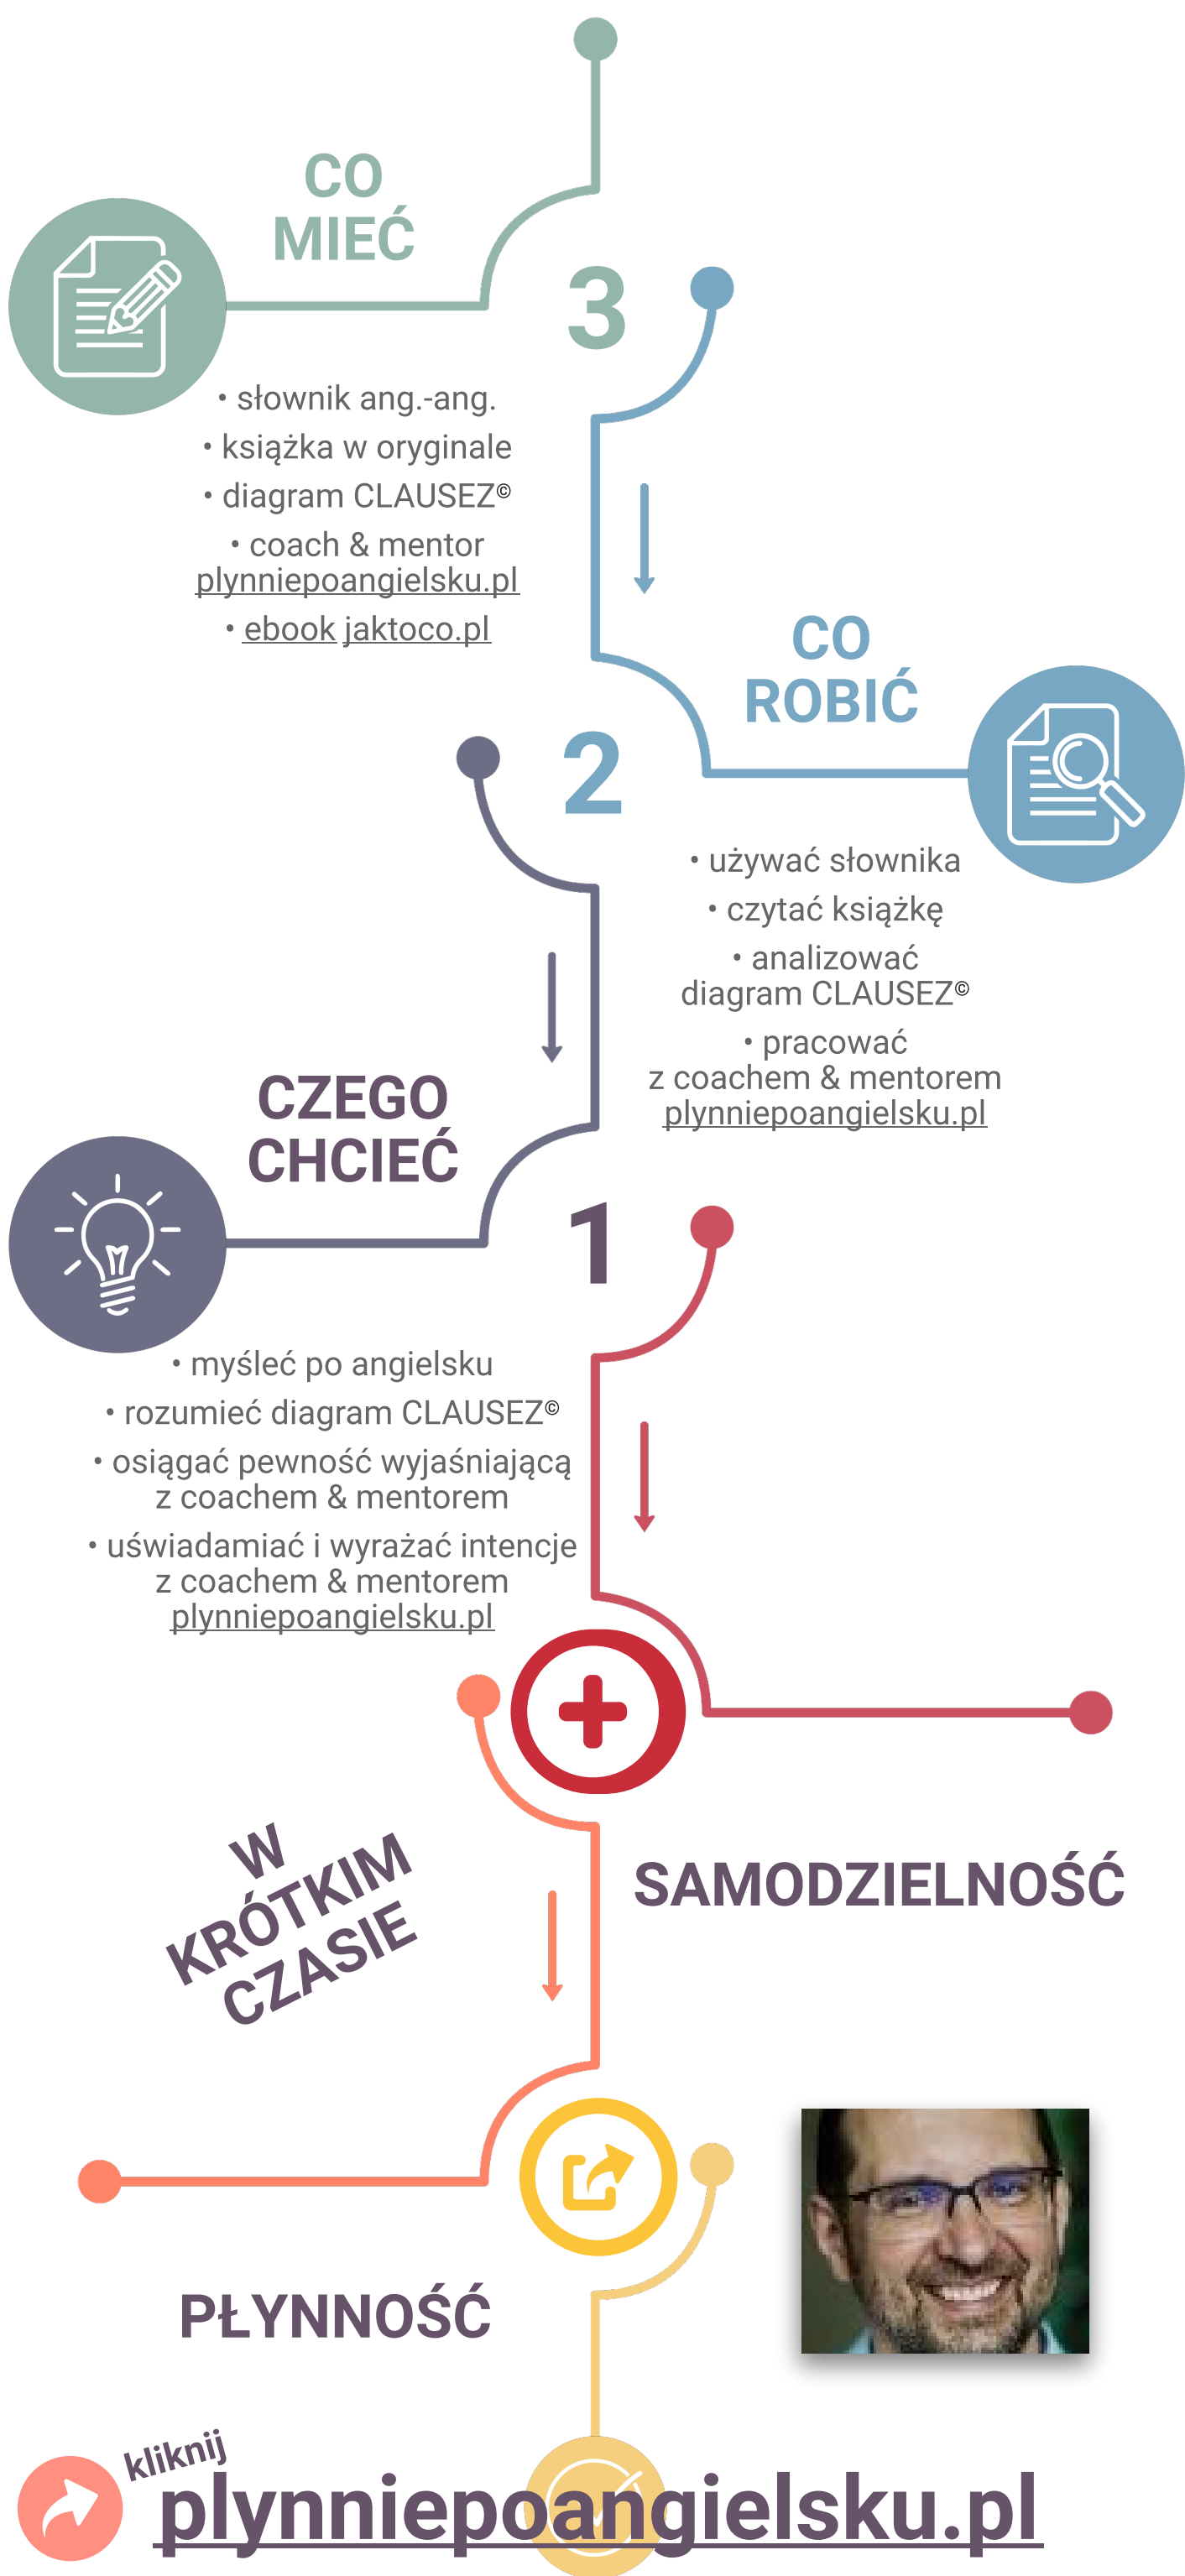 CO
MIEĆ
3
• słownik ang.-ang.
• książka w oryginale
• diagram CLAUSEZ©
• coach & mentor
plynniepoangielsku.pl
• ebook jaktoco.pl
CO
ROBIĆ
2
• używać słownika
• czytać książkę
• analizować
diagram CLAUSEZ©
• pracować
z coachem & mentorem
plynniepoangielsku.pl
CZEGO
CHCIEĆ
1
• myśleć po angielsku
• rozumieć diagram CLAUSEZ©
• osiągać pewność wyjaśniającą
z coachem & mentorem
• uświadamiać i wyrażać intencje
z coachem & mentorem
plynniepoangielsku.pl
W
KRÓTKIM
CZASIE
SAMODZIELNOŚĆ
PŁYNNOŚĆ
kliknij
plynniepoangielsku.pl